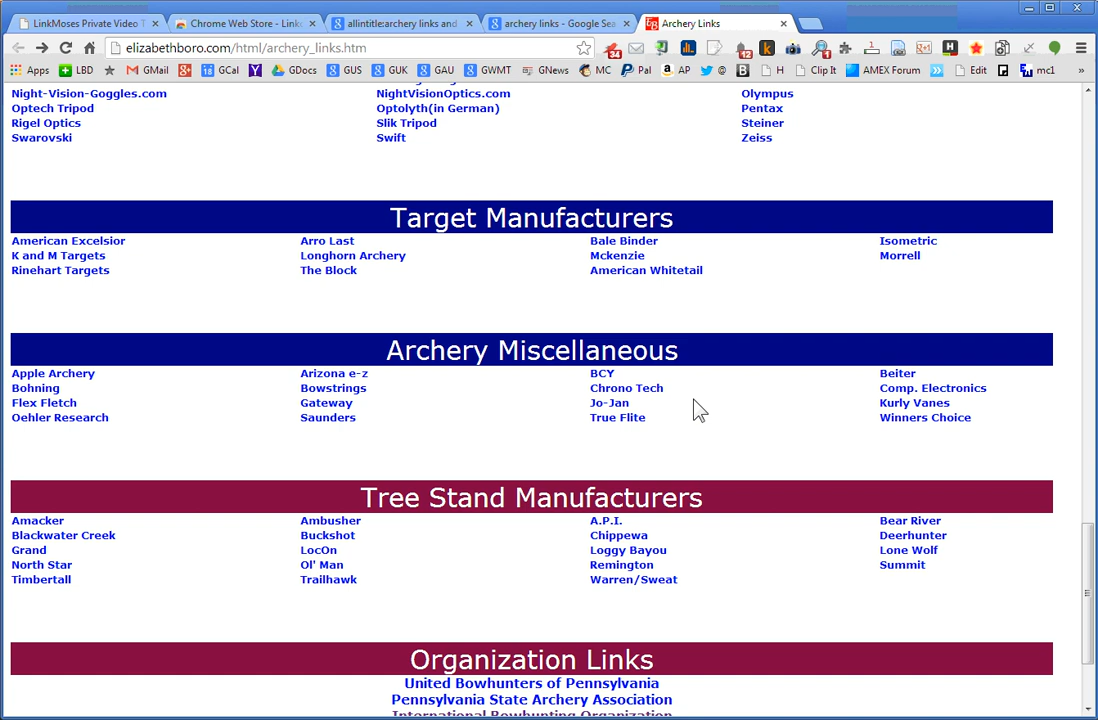 LinkMoses Private Video T
Chrome Web Store - Link
allintitle:archery links and
archery links - Google Sea
Archery Links
elizabethboro.com/html/archery_links.htm
34
12
1
1
Apps
LBD
GMail
GCal
GDocs
GUS
GUK
GAU
GWMT
GNews
MC
Pal
AP
@
B
H
Clip It
AMEX Forum
Edit
mc1
»
Night-Vision-Goggles.com NightVisionOptics.com Olympus
Optech Tripod Optolyth(in German) Pentax
Rigel Optics Slik Tripod Steiner
Swarovski Swift Zeiss
Target Manufacturers
American Excelsior Arro Last Bale Binder Isometric
K and M Targets Longhorn Archery Mckenzie Morrell
Rinehart Targets The Block American Whitetail
Archery Miscellaneous
Apple Archery Arizona e-z BCY Beiter
Bohning Bowstrings Chrono Tech Comp. Electronics
Flex Fletch Gateway Jo-Jan Kurly Vanes
Oehler Research Saunders True Flite Winners Choice
Tree Stand Manufacturers
Amacker Ambusher A.P.I. Bear River
Blackwater Creek Buckshot Chippewa Deerhunter
Grand LocOn Loggy Bayou Lone Wolf
North Star Ol' Man Remington Summit
Timbertall Trailhawk Warren/Sweat
Organization Links
United Bowhunters of Pennsylvania
Pennsylvania State Archery Association
International Bowhunting Organization